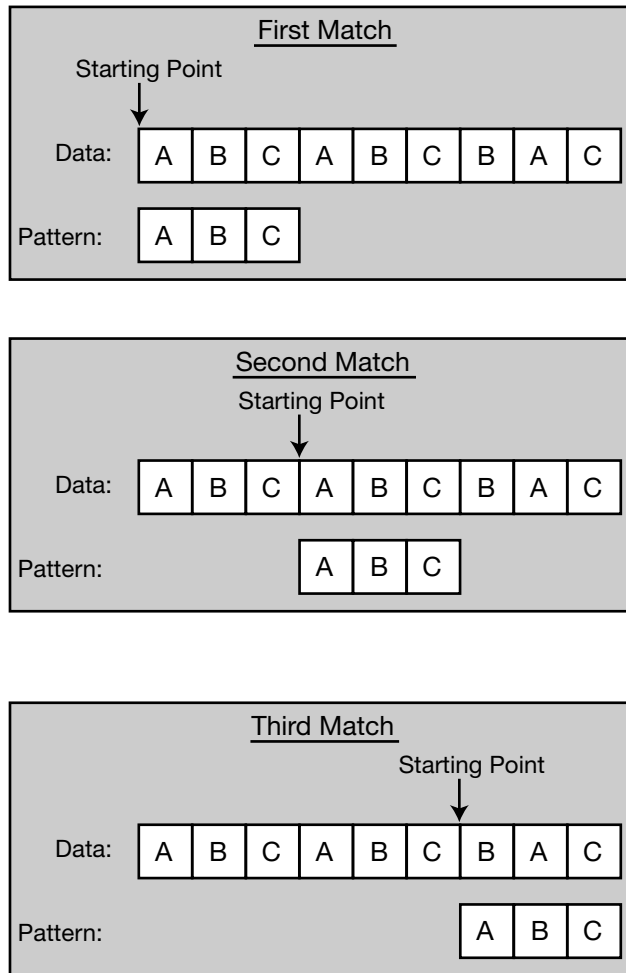 First Match
Starting Point
Data: A B C A B C B A C
Pattern: A B C
Second Match
Starting Point
Data: A B C A B C B A C
Pattern: A B C
Third Match
Starting Point
Data: A B C A B C B A C
Pattern: A B C